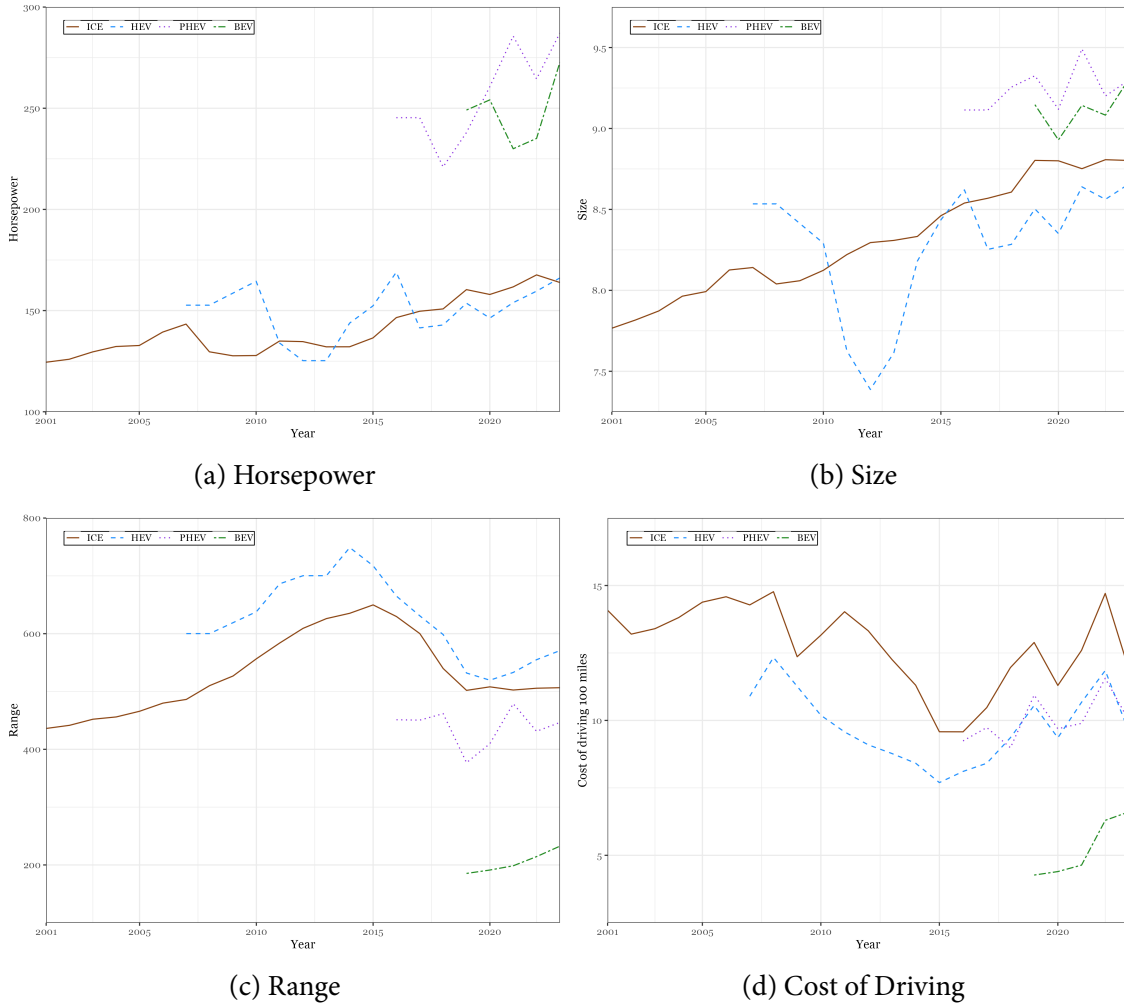 300
250
200
150
100
Horsepower
ICE HEV PHEV BEV
2001 2005 2010 2015 2020
Year
(a) Horsepower
9.5
9.0
8.5
8.0
7.5
Size
ICE HEV PHEV BEV
2001 2005 2010 2015 2020
Year
(b) Size
800
600
400
200
Range
ICE HEV PHEV BEV
2001 2005 2010 2015 2020
Year
(c) Range
15
10
5
Cost of driving 100 miles
ICE HEV PHEV BEV
2001 2005 2010 2015 2020
Year
(d) Cost of Driving